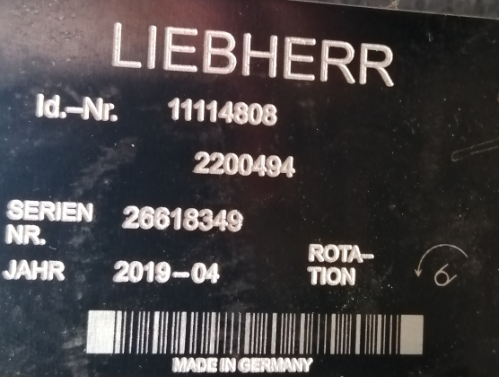 LIEBHERR
Id.-Nr. 11114808
2200494
SERIEN NR. 26618349
JAHR 2019-04
ROTA-
TION
MADE IN GERMANY